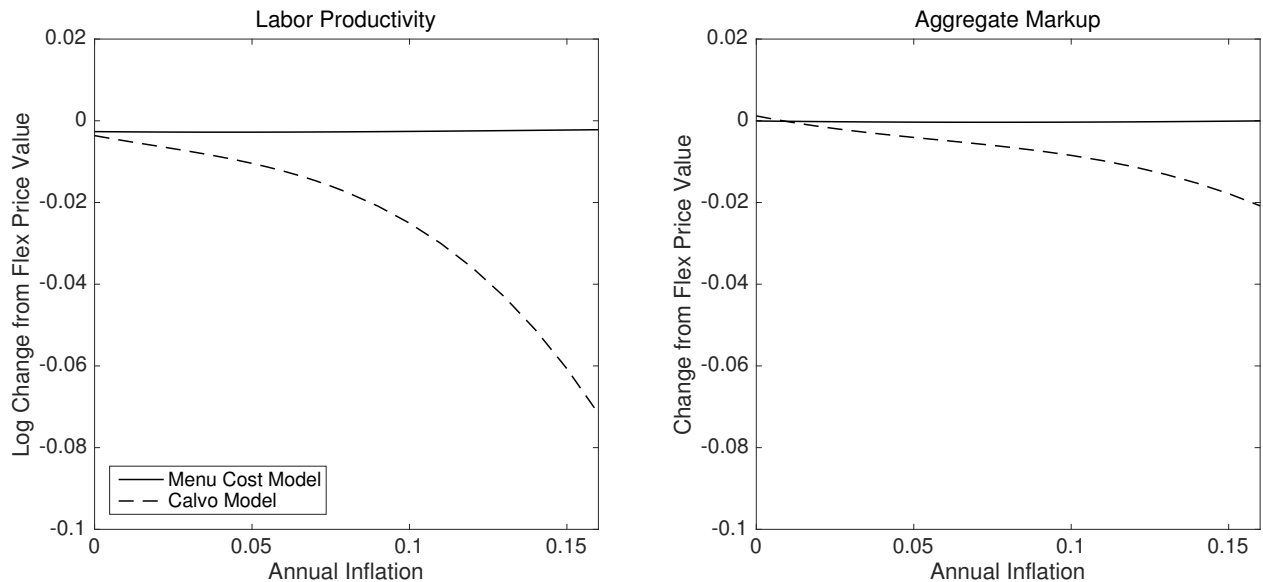 Labor Productivity
0.02
0
-0.02
-0.04
-0.06
-0.08
-0.1
Log Change from Flex Price Value
Menu Cost Model
Calvo Model
0
0.05
0.1
0.15
Annual Inflation
Aggregate Markup
0.02
0
-0.02
-0.04
-0.06
-0.08
-0.1
Change from Flex Price Value
0
0.05
0.1
0.15
Annual Inflation